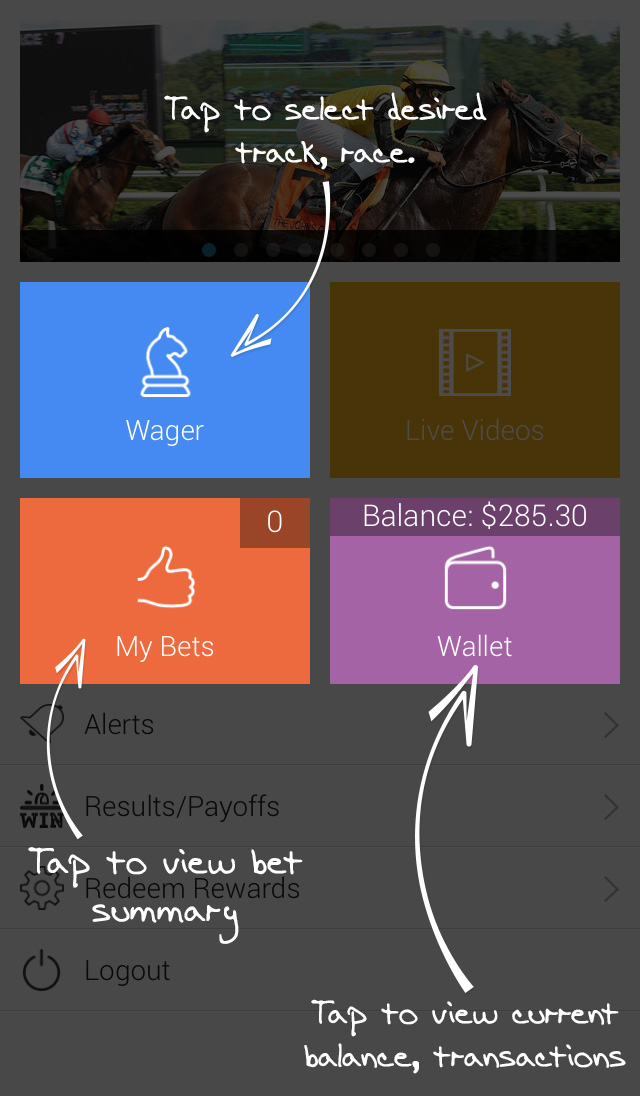 Tap to select desired
track, race.
7
Wager
Live Videos
0
My Bets
Balance: $285.30
Wallet
Alerts
WIN
Results/Payoffs
Tap to view bet
summary
Redeem Rewards
Logout
Tap to view current
balance, transactions